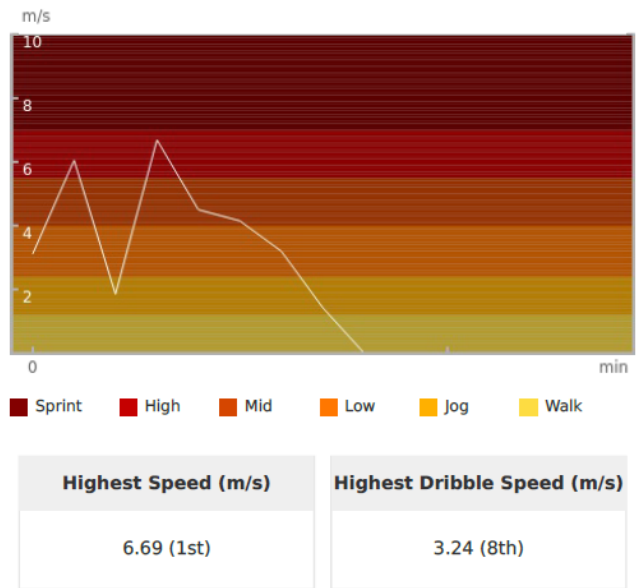 m/s
10
8
6
4
2
0 min
Sprint High Mid Low Jog Walk
Highest Speed (m/s) Highest Dribble Speed (m/s)
6.69 (1st) 3.24 (8th)